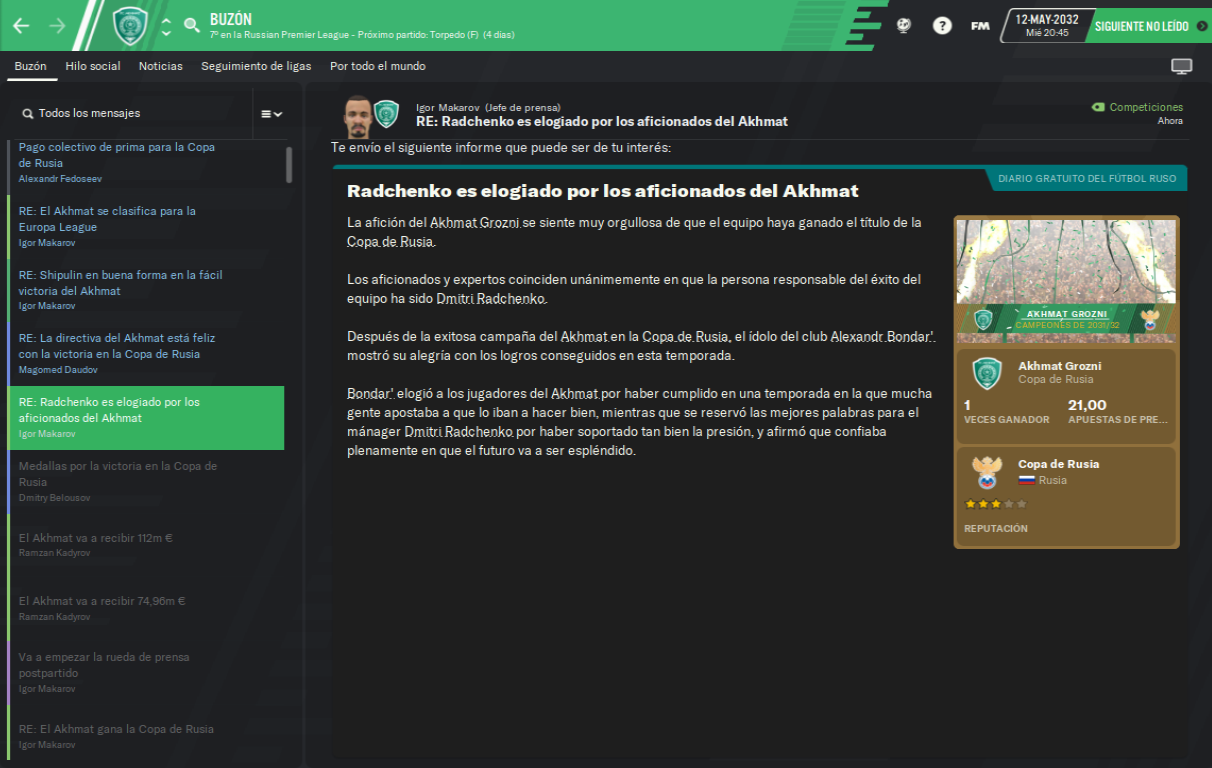 BUZÓN
7º en la Russian Premier League - Próximo partido: Torpedo (F) (4 días)
?
FM
12-MAY-2032
Mié 20:45
SIGUIENTE NO LEÍDO
Buzón
Hilo social
Noticias
Seguimiento de ligas
Por todo el mundo
Todos los mensajes
Pago colectivo de prima para la Copa
de Rusia
Alexandr Fedoseev
RE: El Akhmat se clasifica para la
Europa League
Igor Makarov
RE: Shipulin en buena forma en la fácil
victoria del Akhmat
Igor Makarov
RE: La directiva del Akhmat está feliz
con la victoria en la Copa de Rusia
Magomed Daudov
RE: Radchenko es elogiado por los
aficionados del Akhmat
Igor Makarov
Medallas por la victoria en la Copa de
Rusia
Dmitry Belousov
El Akhmat va a recibir 112m €
Ramzan Kadyrov
El Akhmat va a recibir 74,96m €
Ramzan Kadyrov
Va a empezar la rueda de prensa
postpartido
Igor Makarov
RE: El Akhmat gana la Copa de Rusia
Igor Makarov
Igor Makarov (Jefe de prensa)
RE: Radchenko es elogiado por los aficionados del Akhmat
Competiciones
Ahora
Te envío el siguiente informe que puede ser de tu interés:
DIARIO GRATUITO DEL FÚTBOL RUSO
Radchenko es elogiado por los aficionados del Akhmat
La afición del Akhmat Grozni se siente muy orgullosa de que el equipo haya ganado el título de la
Copa de Rusia.
Los aficionados y expertos coinciden unánimemente en que la persona responsable del éxito del
equipo ha sido Dmitri Radchenko.
Después de la exitosa campaña del Akhmat en la Copa de Rusia, el ídolo del club Alexandr Bondar'.
mostró su alegría con los logros conseguidos en esta temporada.
Bondar' elogió a los jugadores del Akhmat por haber cumplido en una temporada en la que mucha
gente apostaba a que lo iban a hacer bien, mientras que se reservó las mejores palabras para el
mánager Dmitri Radchenko por haber soportado tan bien la presión, y afirmó que confiaba
plenamente en que el futuro va a ser espléndido.
AKHMAT GROZNI
CAMPEONES DE 2031/32
Akhmat Grozni
Copa de Rusia
1
VECES GANADOR
21,00
APUESTAS DE PRE...
Copa de Rusia
Rusia
REPUTACIÓN